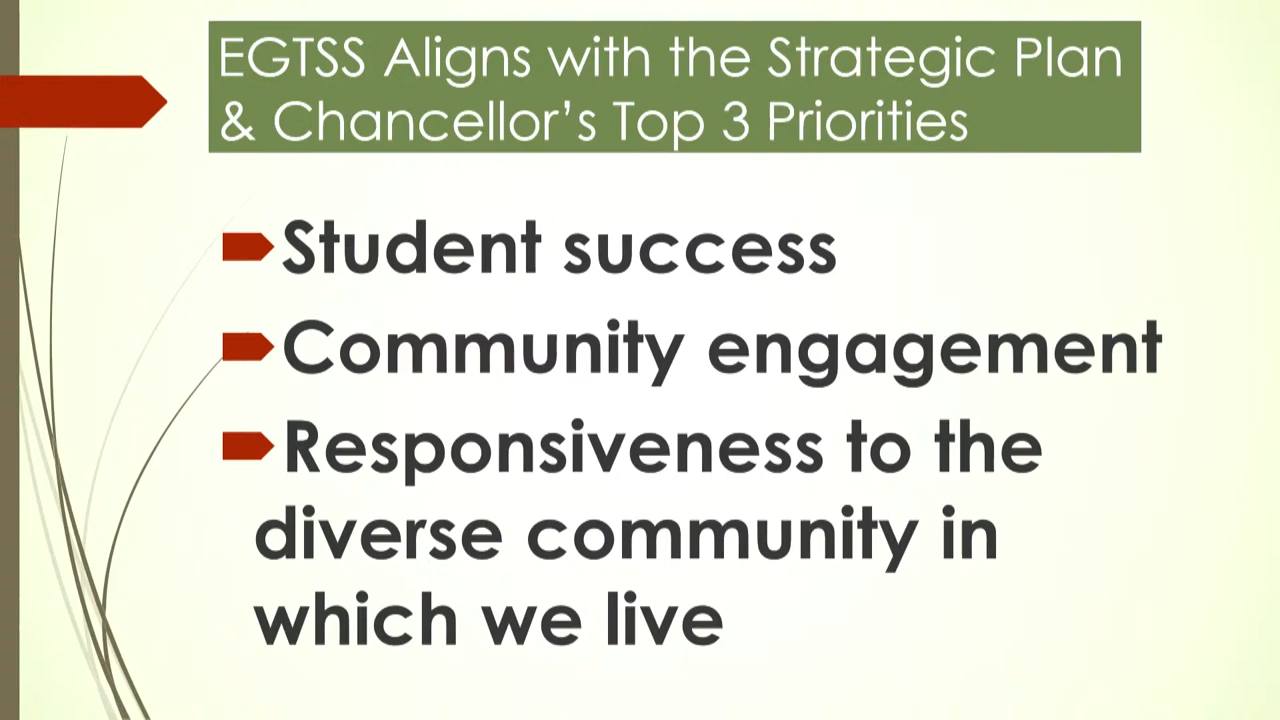 EGTSS Aligns with the Strategic Plan
& Chancellor’s Top 3 Priorities
Student success
Community engagement
Responsiveness to the
diverse community in
which we live